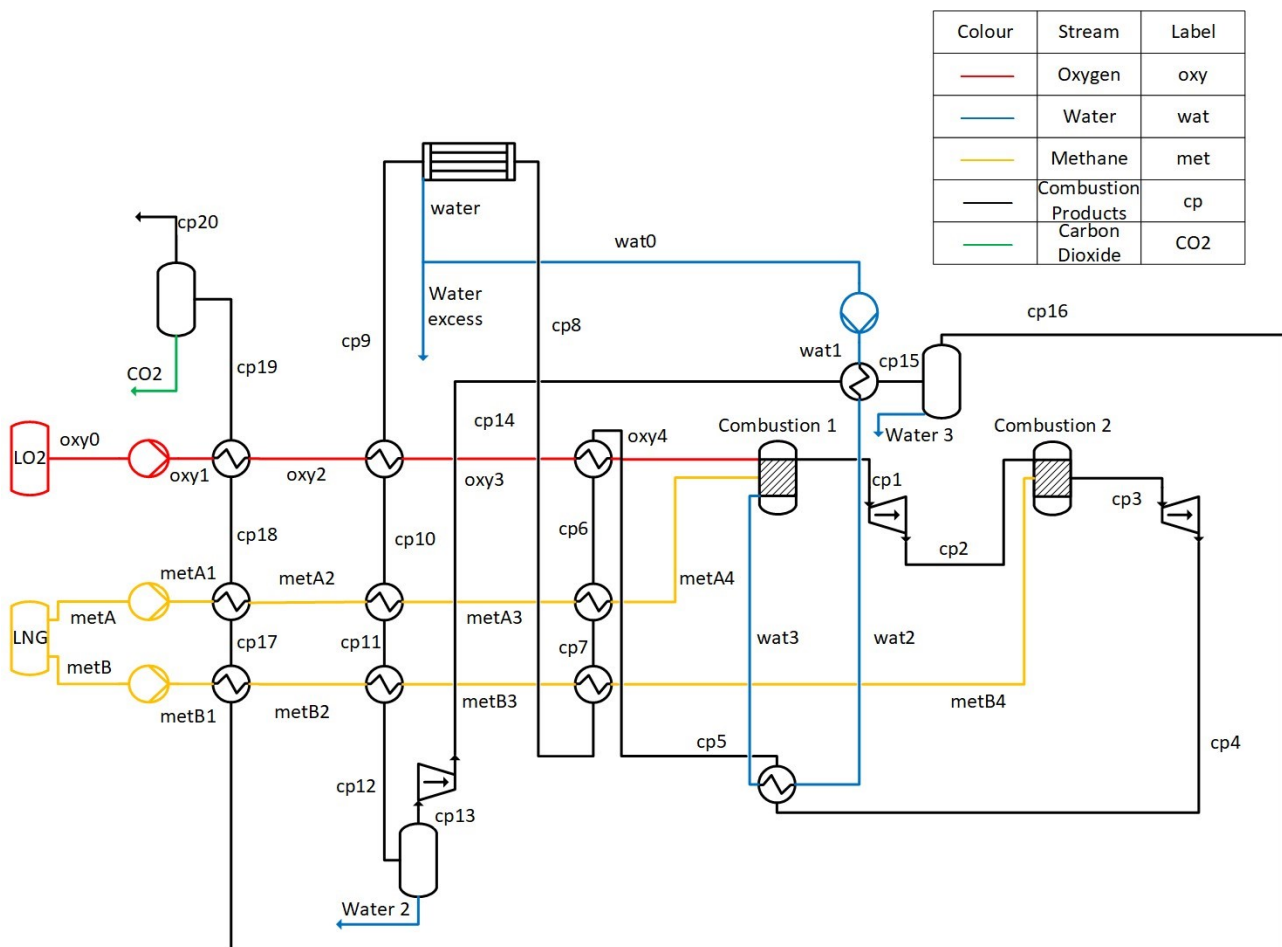 Colour Stream Label
Oxygen oxy
Water wat
Methane met
Combustion
Products cp
Carbon
Dioxide CO2
cp20
water
wat0
cp16
Water
excess
cp8
cp9
wat1
cp15
CO2
cp19
cp14
Water 3
Combustion 1
Combustion 2
LO2
oxy0
oxy1
oxy2
oxy3
oxy4
cp1
cp3
cp18
cp10
cp6
cp2
metA1
metA2
metA4
LNG
metA
metA3
cp17
cp11
cp7
wat3
wat2
metB
metB1
metB2
metB3
metB4
cp5
cp4
cp12
cp13
Water 2